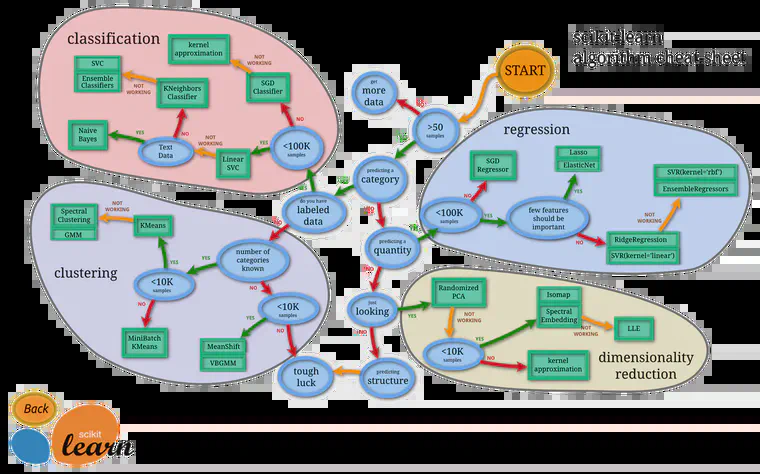 classification
kernel
approximation
NOT
WORKING
SVC
Ensemble
Classifiers
NOT
WORKING
KNeighbors
Classifier
SGD
Classifier
NO
Naive
Bayes
YES
Text
Data
NO
NOT
WORKING
Linear
SVC
YES
<100K
samples
scikit-learn
algorithm cheat-sheet
START
get
more
data
NO
>50
samples
YES
predicting a
category
YES
NO
do you have
labeled
data
YES
NO
predicting a
quantity
YES
NO
just
looking
YES
NO
predicting
structure
tough
luck
regression
SGD
Regressor
NO
<100K
samples
YES
few features
should be
important
YES
NO
Lasso
ElasticNet
SVR(kernel='rbf')
EnsembleRegressors
NOT
WORKING
RidgeRegression
SVR(kernel='linear')
clustering
Spectral
Clustering
GMM
NOT
WORKING
KMeans
YES
<10K
samples
YES
number of
categories
known
NO
NO
MiniBatch
KMeans
<10K
samples
YES
NO
MeanShift
VBGMM
dimensionality
reduction
Randomized
PCA
NOT
WORKING
<10K
samples
YES
NO
Isomap
Spectral
Embedding
NOT
WORKING
LLE
kernel
approximation
Back
scikit
learn